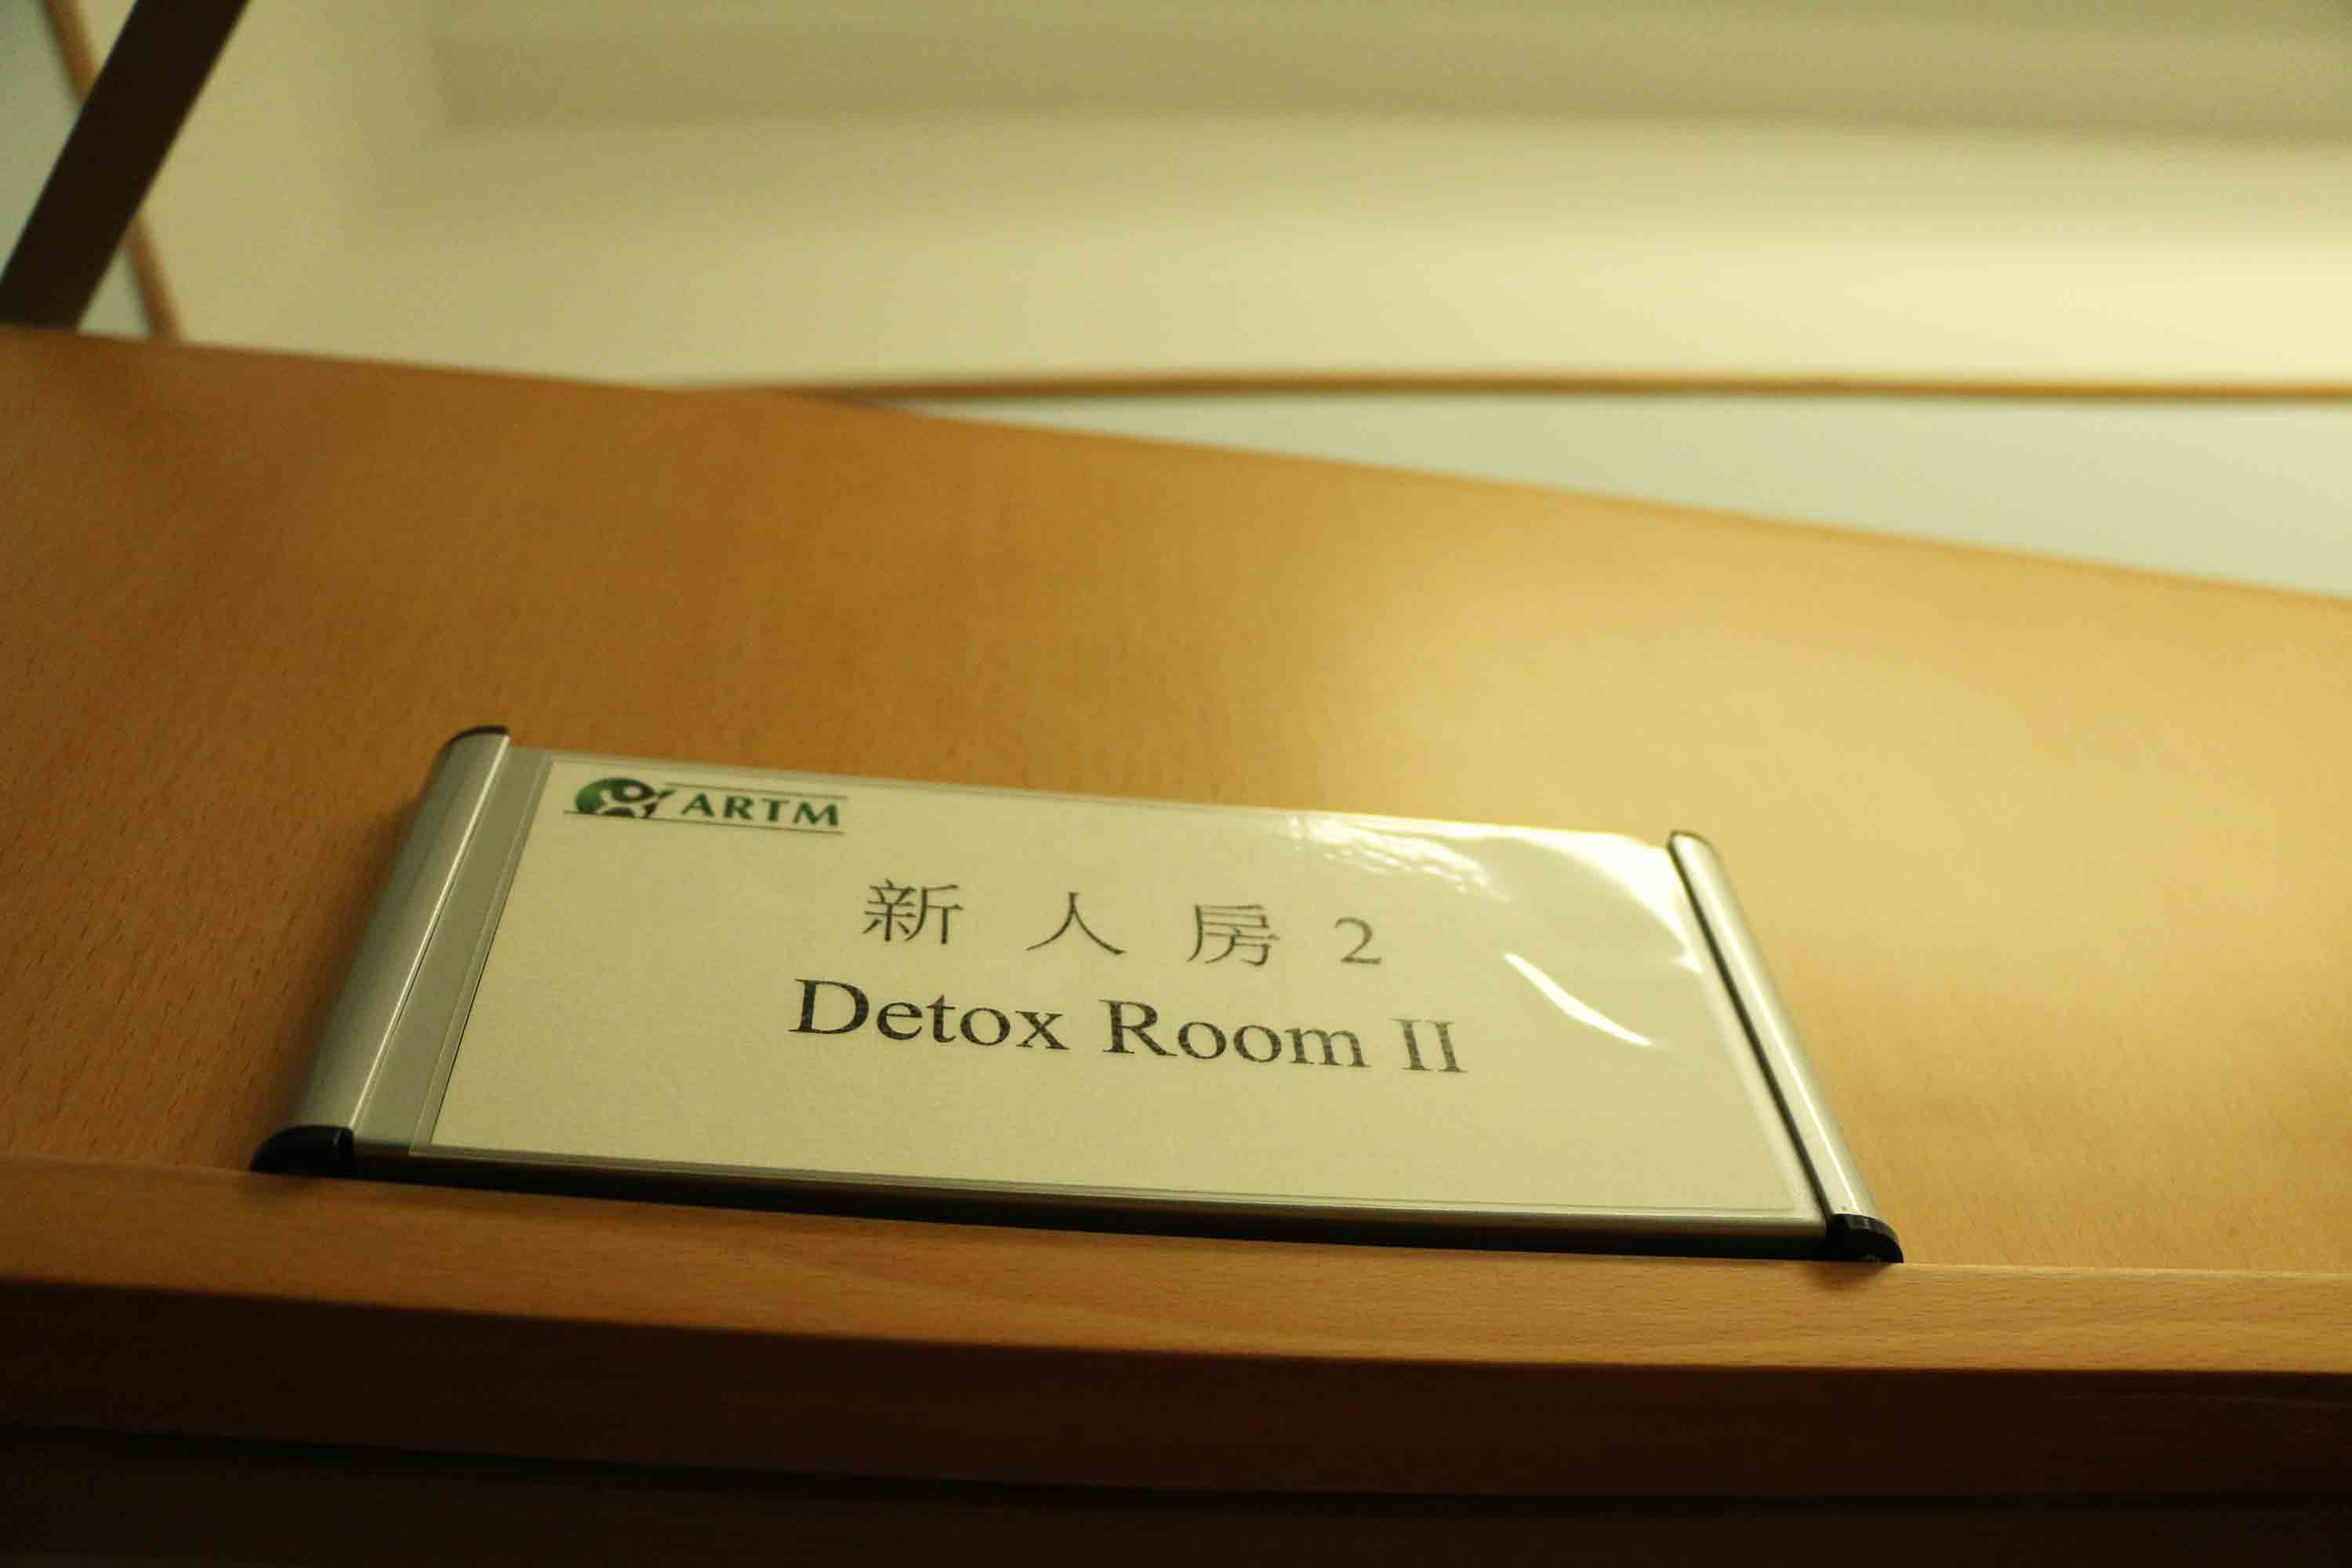 ARTM
新人房2
Detox Room II